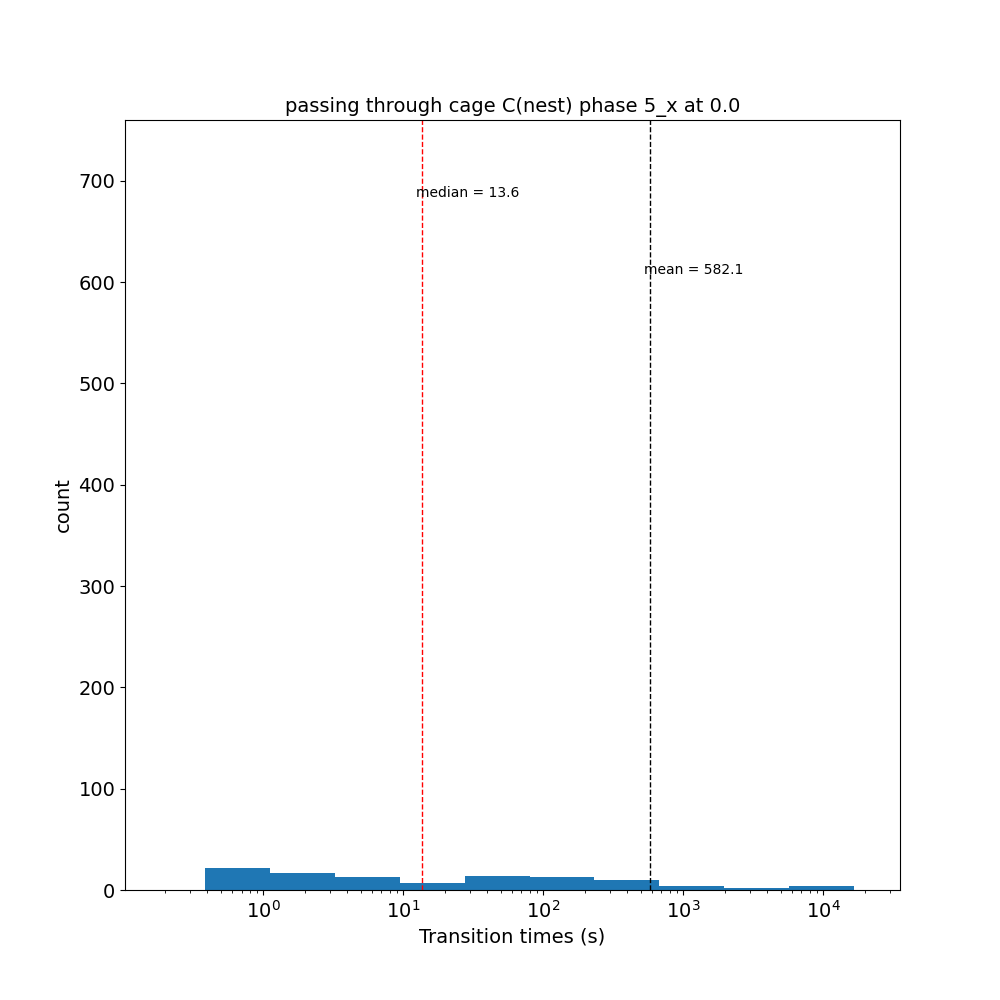 passing through cage C(nest) phase 5_x at 0.0
700
median = 13.6
mean = 582.1
600
500
400
300
200
100
0
count
10⁰
10¹
10²
10³
10⁴
Transition times (s)